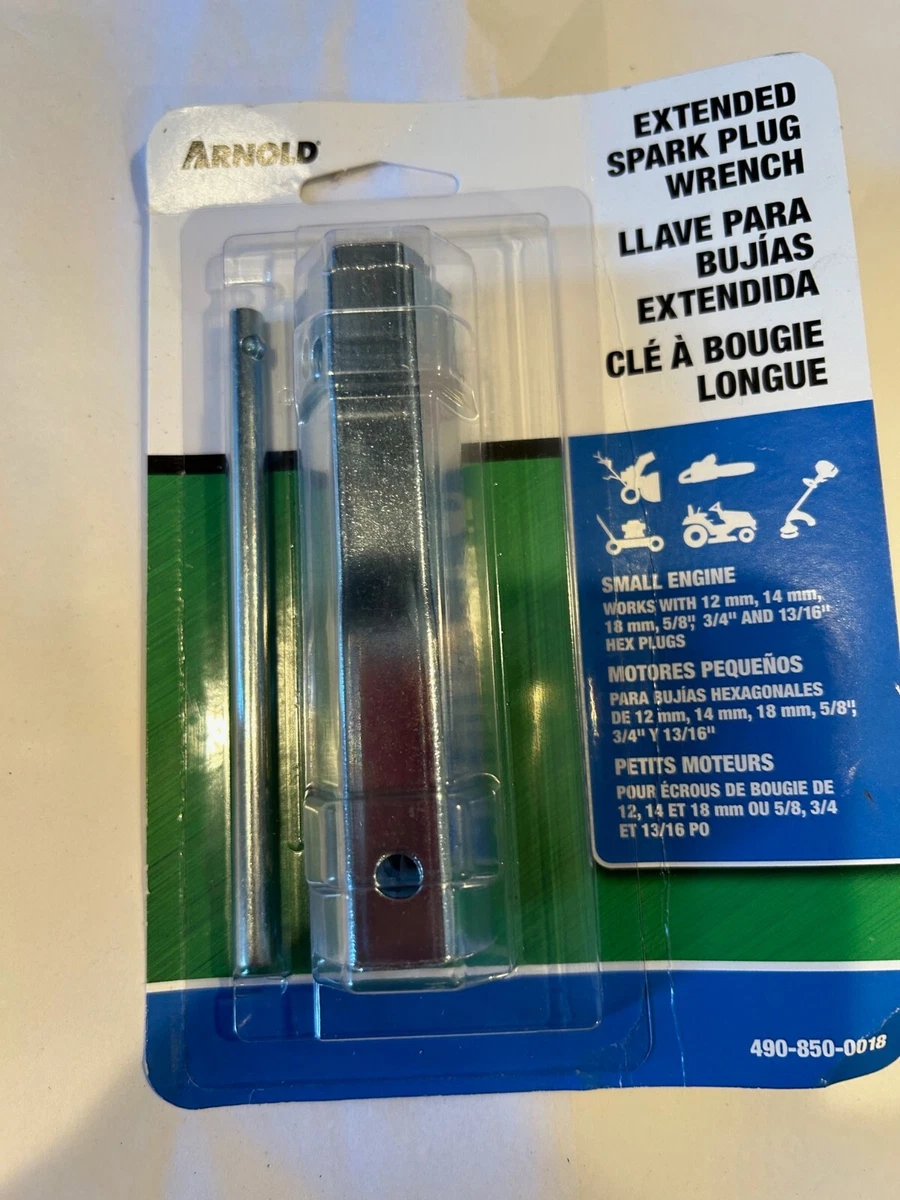 ARNOLD®
EXTENDED
SPARK PLUG
WRENCH
LLAVE PARA
BUJÍAS
EXTENDIDA
CLÉ À BOUGIE
LONGUE
SMALL ENGINE
WORKS WITH 12 mm, 14 mm,
18 mm, 5/8", 3/4" AND 13/16"
HEX PLUGS
MOTORES PEQUEÑOS
PARA BUJÍAS HEXAGONALES
DE 12 mm, 14 mm, 18 mm, 5/8",
3/4" Y 13/16"
PETITS MOTEURS
POUR ÉCROUS DE BOUGIE DE
12, 14 ET 18 mm OU 5/8, 3/4
ET 13/16 PO
490-850-0018